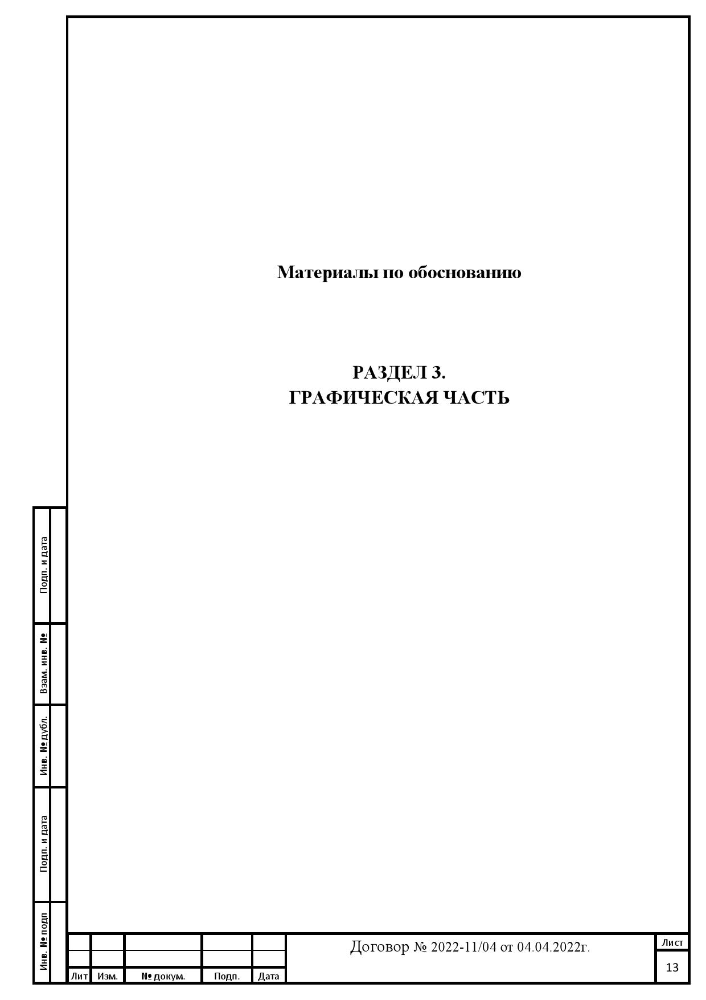 Материалы по обоснованию
РАЗДЕЛ 3.
ГРАФИЧЕСКАЯ ЧАСТЬ
Подп. и дата
Взам. инв. №
Инв. № дубл.
Подп. и дата
Инв. № подп
Договор № 2022-11/04 от 04.04.2022г.
Лист
13
Лит Изм. № докум. Подп. Дата